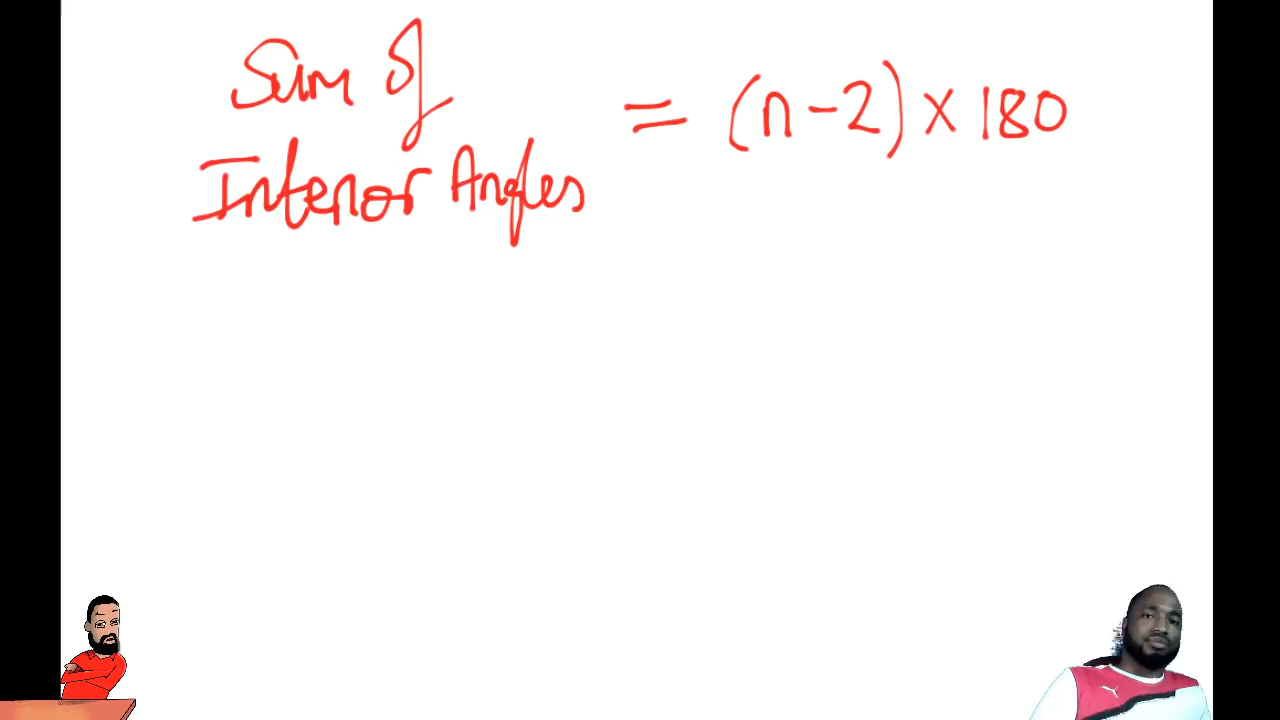 Sum of
Interior Angles
= (n-2) × 180